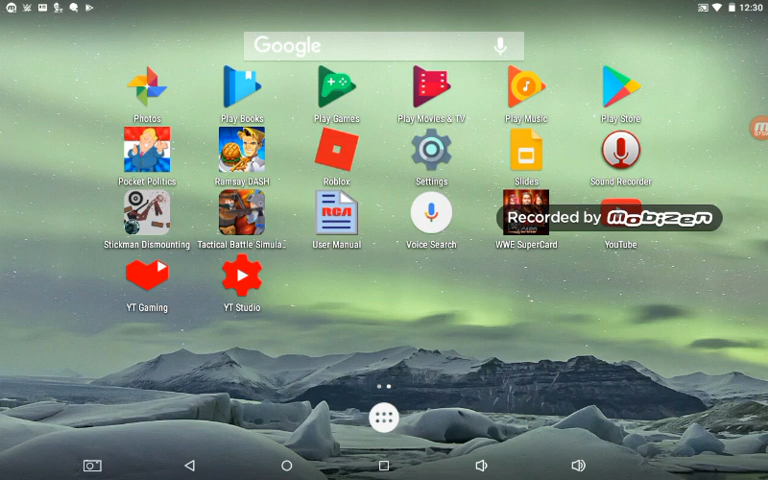 12:30
Google
Photos
Play Books
Play Games
Play Movies & TV
Play Music
Play Store
Pocket Politics
Ramsay DASH
Roblox
Settings
Slides
Sound Recorder
RCA
Recorded by mobizen
Stickman Dismounting
Tactical Battle Simula..
User Manual
Voice Search
WWE SuperCard
YouTube
YT Gaming
YT Studio